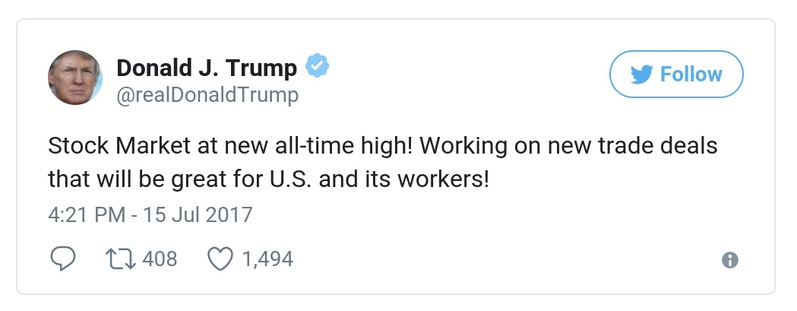 Donald J. Trump
@realDonaldTrump
Follow
Stock Market at new all-time high! Working on new trade deals
that will be great for U.S. and its workers!
4:21 PM - 15 Jul 2017
408 1,494